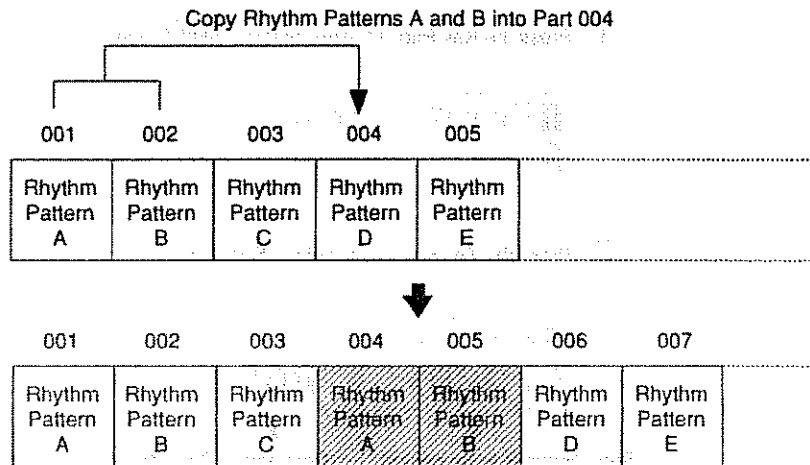 Copy Rhythm Patterns A and B into Part 004
001 002 003 004 005
Rhythm Rhythm Rhythm Rhythm Rhythm
Pattern Pattern Pattern Pattern Pattern
A B C D E
001 002 003 004 005 006 007
Rhythm Rhythm Rhythm Rhythm Rhythm Rhythm Rhythm
Pattern Pattern Pattern Pattern Pattern Pattern Pattern
A B C A B D E